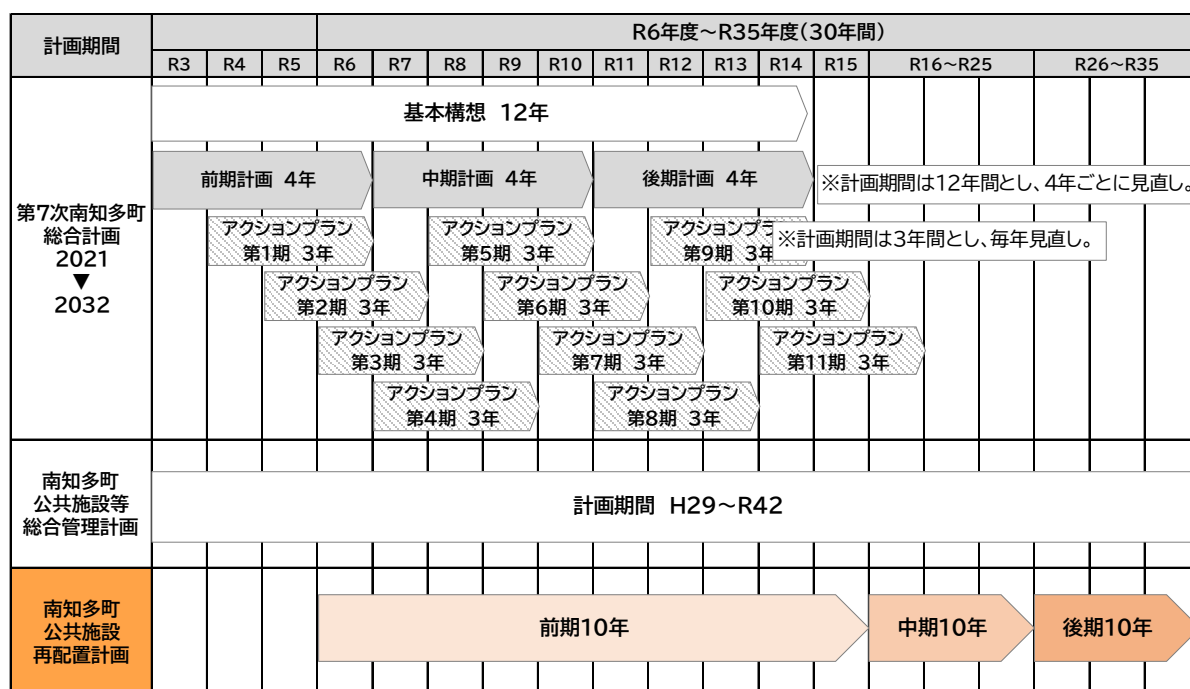 計画期間
R6年度～R35年度(30年間)
R3 R4 R5 R6 R7 R8 R9 R10 R11 R12 R13 R14 R15 R16～R25 R26～R35
第7次南知多町
総合計画
2021
▼
2032
基本構想 12年
前期計画 4年
中期計画 4年
後期計画 4年
※計画期間は12年間とし、4年ごとに見直し。
アクションプラン
第1期 3年
アクションプラン
第5期 3年
アクションプラ
第9期 3年
※計画期間は3年間とし、毎年見直し。
アクションプラン
第2期 3年
アクションプラン
第6期 3年
アクションプラン
第10期 3年
アクションプラン
第3期 3年
アクションプラン
第7期 3年
アクションプラン
第11期 3年
アクションプラン
第4期 3年
アクションプラン
第8期 3年
南知多町
公共施設等
総合管理計画
計画期間 H29～R42
南知多町
公共施設
再配置計画
前期10年
中期10年
後期10年